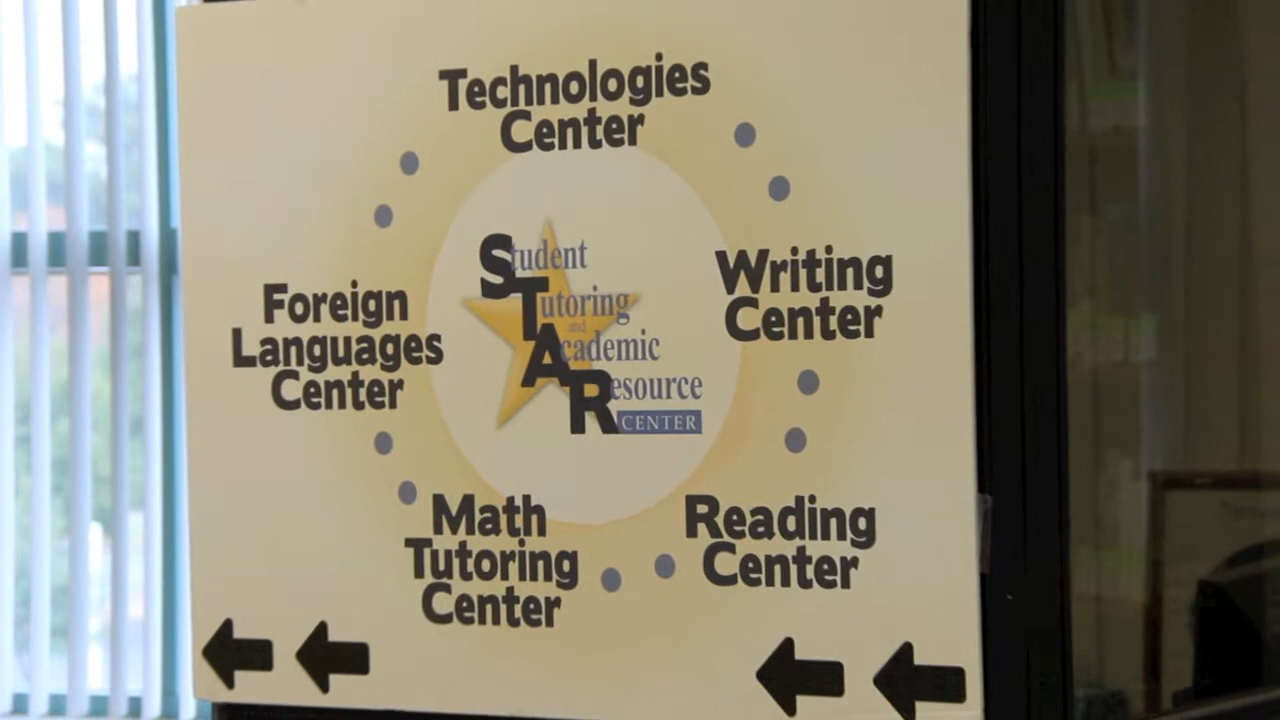 Technologies
Center
Writing
Center
Reading
Center
Math
Tutoring
Center
Foreign
Languages
Center
Student
Tutoring
and
Academic
Resource
CENTER